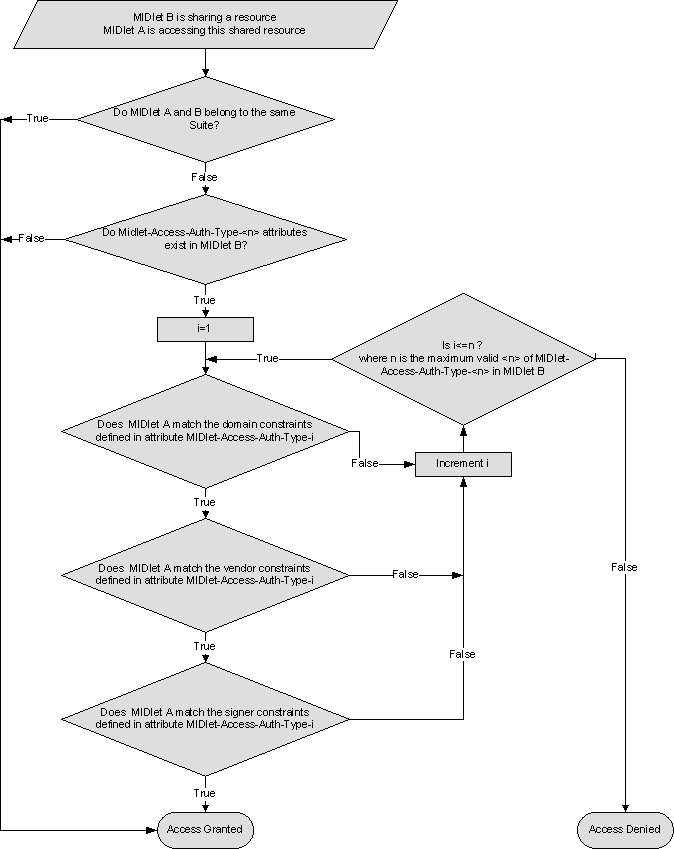 MIDlet B is sharing a resource
MIDlet A is accessing this shared resource
Do MIDlet A and B belong to the same
Suite?
True
False
Do Midlet-Access-Auth-Type-<n> attributes
exist in MIDlet B?
False
True
i=1
Is i<=n ?
where n is the maximum valid <n> of MIDlet-
Access-Auth-Type-<n> in MIDlet B
True
Does MIDlet A match the domain constraints
defined in attribute MIDlet-Access-Auth-Type-i
False
Increment i
True
Does MIDlet A match the vendor constraints
defined in attribute MIDlet-Access-Auth-Type-i
False
False
True
False
Does MIDlet A match the signer constraints
defined in attribute MIDlet-Access-Auth-Type-i
True
Access Granted
Access Denied